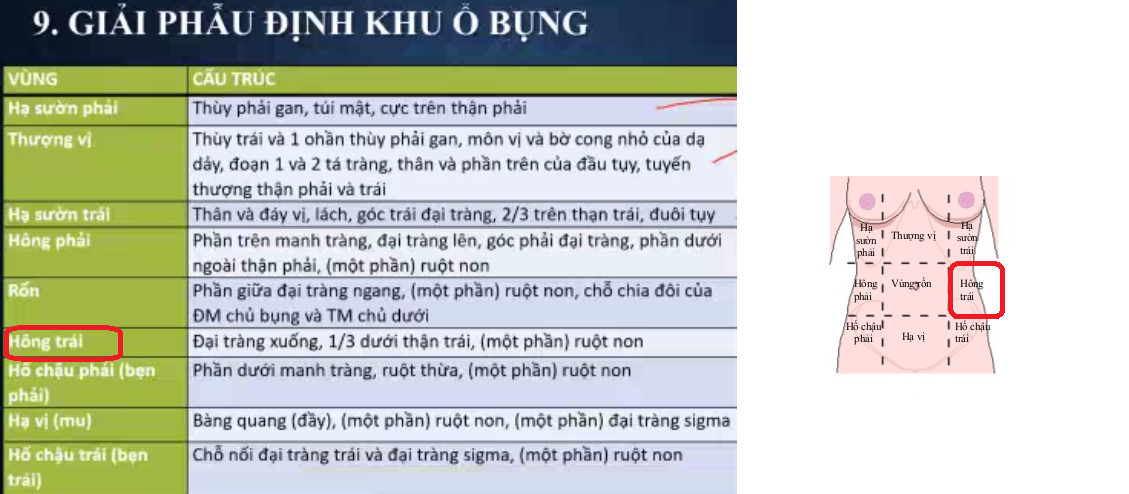 9. GIẢI PHẪU ĐỊNH KHU Ổ BỤNG
VÙNG
CẤU TRÚC
Hạ sườn phải
Thùy phải gan, túi mật, cực trên thận phải
Thượng vị
Thùy trái và 1 ohần thùy phải gan, môn vị và bờ cong nhỏ của dạ
dảy, đoạn 1 và 2 tá tràng, thân và phần trên của đầu tụy, tuyến
thượng thận phải và trái
Hạ sườn trái
Thân và đáy vị, lách, góc trái đại tràng, 2/3 trên thạn trái, đuôi tụy
Hông phải
Phần trên manh tràng, đại tràng lên, góc phải đại tràng, phần dưới
ngoài thận phải, (một phần) ruột non
Rốn
Phần giữa đại tràng ngang, (một phần) ruột non, chỗ chia đôi của
ĐM chủ bụng và TM chủ dưới
Hông trái
Đại tràng xuống, 1/3 dưới thận trái, (một phần) ruột non
Hố chậu phải (bẹn
phải)
Phần dưới manh tràng, ruột thừa, (một phần) ruột non
Hạ vị (mu)
Bàng quang (đầy), (một phần) ruột non, (một phần) đại tràng sigma
Hố chậu trái (bẹn
trái)
Chỗ nối đại tràng trái và đại tràng sigma, (một phần) ruột non
Hạ
sườn
phải
Thượng vị
Hạ
sườn
trái
Hông
phải
Vùng rốn
Hông
trái
Hố chậu
phải
Hạ vị
Hố chậu
trái